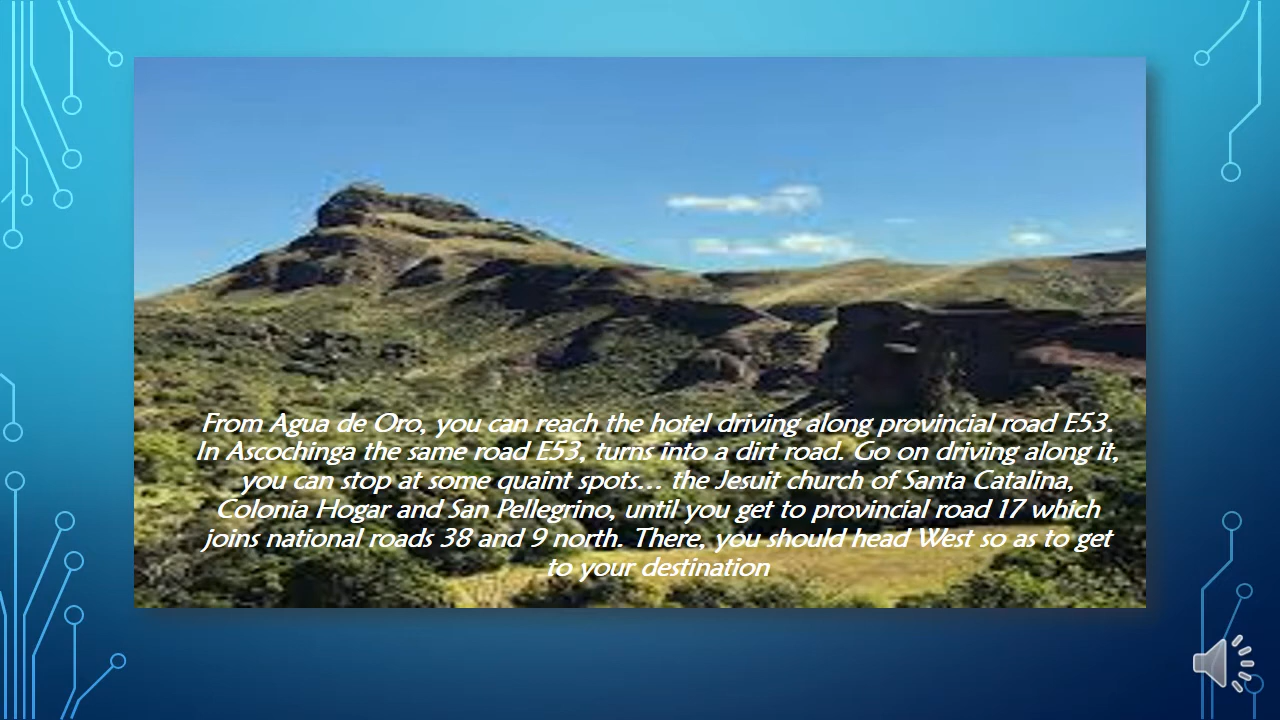 From Agua de Oro, you can reach the hotel driving along provincial road E53.
In Ascochinga the same road E53, turns into a dirt road. Go on driving along it,
you can stop at some quaint spots... the Jesuit church of Santa Catalina,
Colonia Hogar and San Pellegrino, until you get to provincial road 17 which
joins national roads 38 and 9 north. There, you should head West so as to get
to your destination